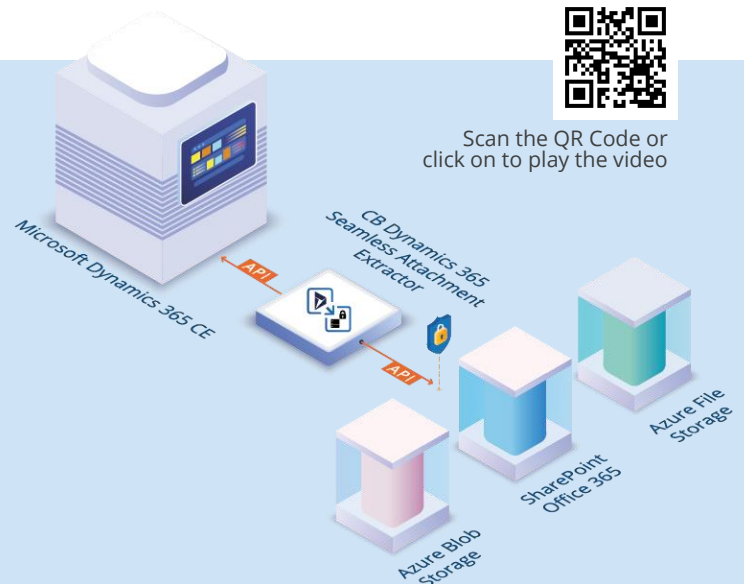 Scan the QR Code or
click on to play the video
Microsoft Dynamics 365 CE
API
CB Dynamics 365
Seamless Attachment
Extractor
API
Azure File
Storage
SharePoint
Office 365
Azure Blob
Storage